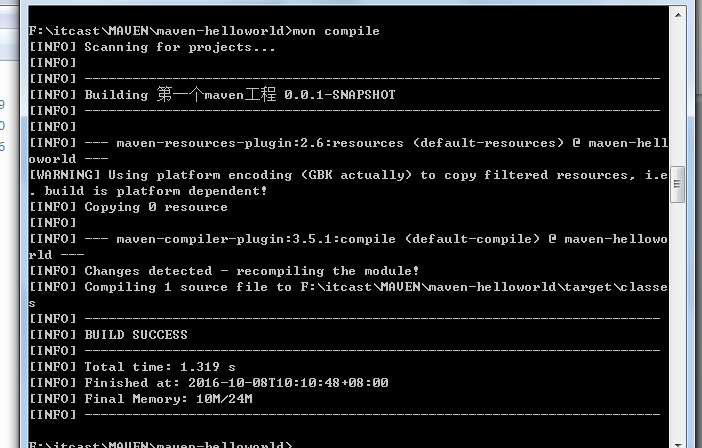 F:\itcast\MAVEN\maven-helloworld>mvn compile
[INFO] Scanning for projects...
[INFO]
[INFO] ------------------------------------------------------------------------
[INFO] Building 第一个maven工程 0.0.1-SNAPSHOT
[INFO] ------------------------------------------------------------------------
[INFO]
[INFO] --- maven-resources-plugin:2.6:resources (default-resources) @ maven-hell
oworld ---
[WARNING] Using platform encoding (GBK actually) to copy filtered resources, i.e
. build is platform dependent!
[INFO] Copying 0 resource
[INFO]
[INFO] --- maven-compiler-plugin:3.5.1:compile (default-compile) @ maven-hellowo
rld ---
[INFO] Changes detected - recompiling the module!
[INFO] Compiling 1 source file to F:\itcast\MAVEN\maven-helloworld\target\classe
s
[INFO] ------------------------------------------------------------------------
[INFO] BUILD SUCCESS
[INFO] ------------------------------------------------------------------------
[INFO] Total time: 1.319 s
[INFO] Finished at: 2016-10-08T10:10:48+08:00
[INFO] Final Memory: 10M/24M
[INFO] ------------------------------------------------------------------------
F:\itcast\MAVEN\maven-helloworld>